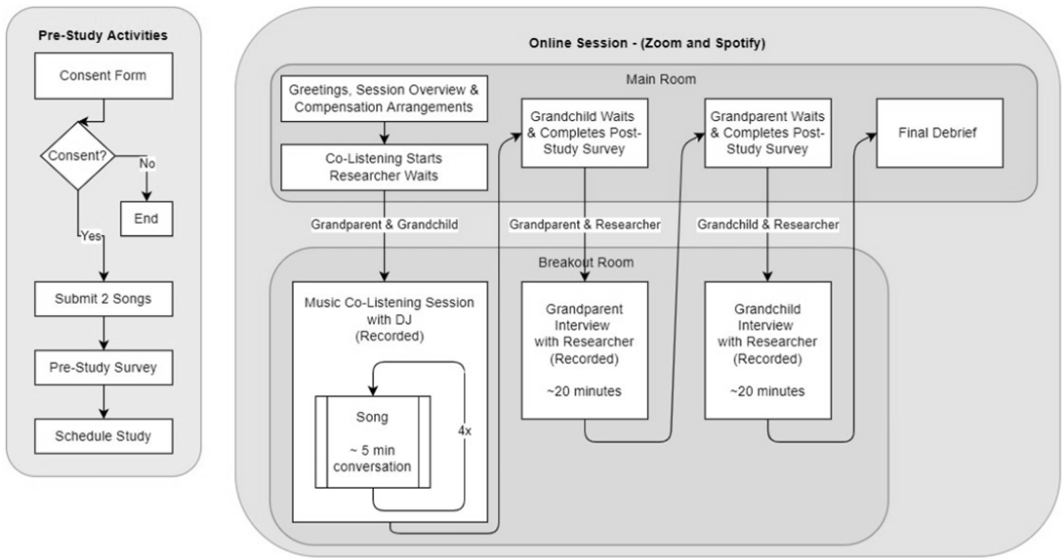 Pre-Study Activities
Consent Form
Consent?
No
End
Yes
Submit 2 Songs
Pre-Study Survey
Schedule Study
Online Session - (Zoom and Spotify)
Main Room
Greetings, Session Overview &
Compensation Arrangements
Co-Listening Starts
Researcher Waits
Grandchild Waits
& Completes Post-
Study Survey
Grandparent Waits
& Completes Post-
Study Survey
Final Debrief
Grandparent & Grandchild
Grandparent & Researcher
Grandchild & Researcher
Breakout Room
Music Co-Listening Session
with DJ
(Recorded)
Song
~ 5 min
conversation
4x
Grandparent
Interview
with Researcher
(Recorded)
~20 minutes
Grandchild
Interview
with Researcher
(Recorded)
~20 minutes